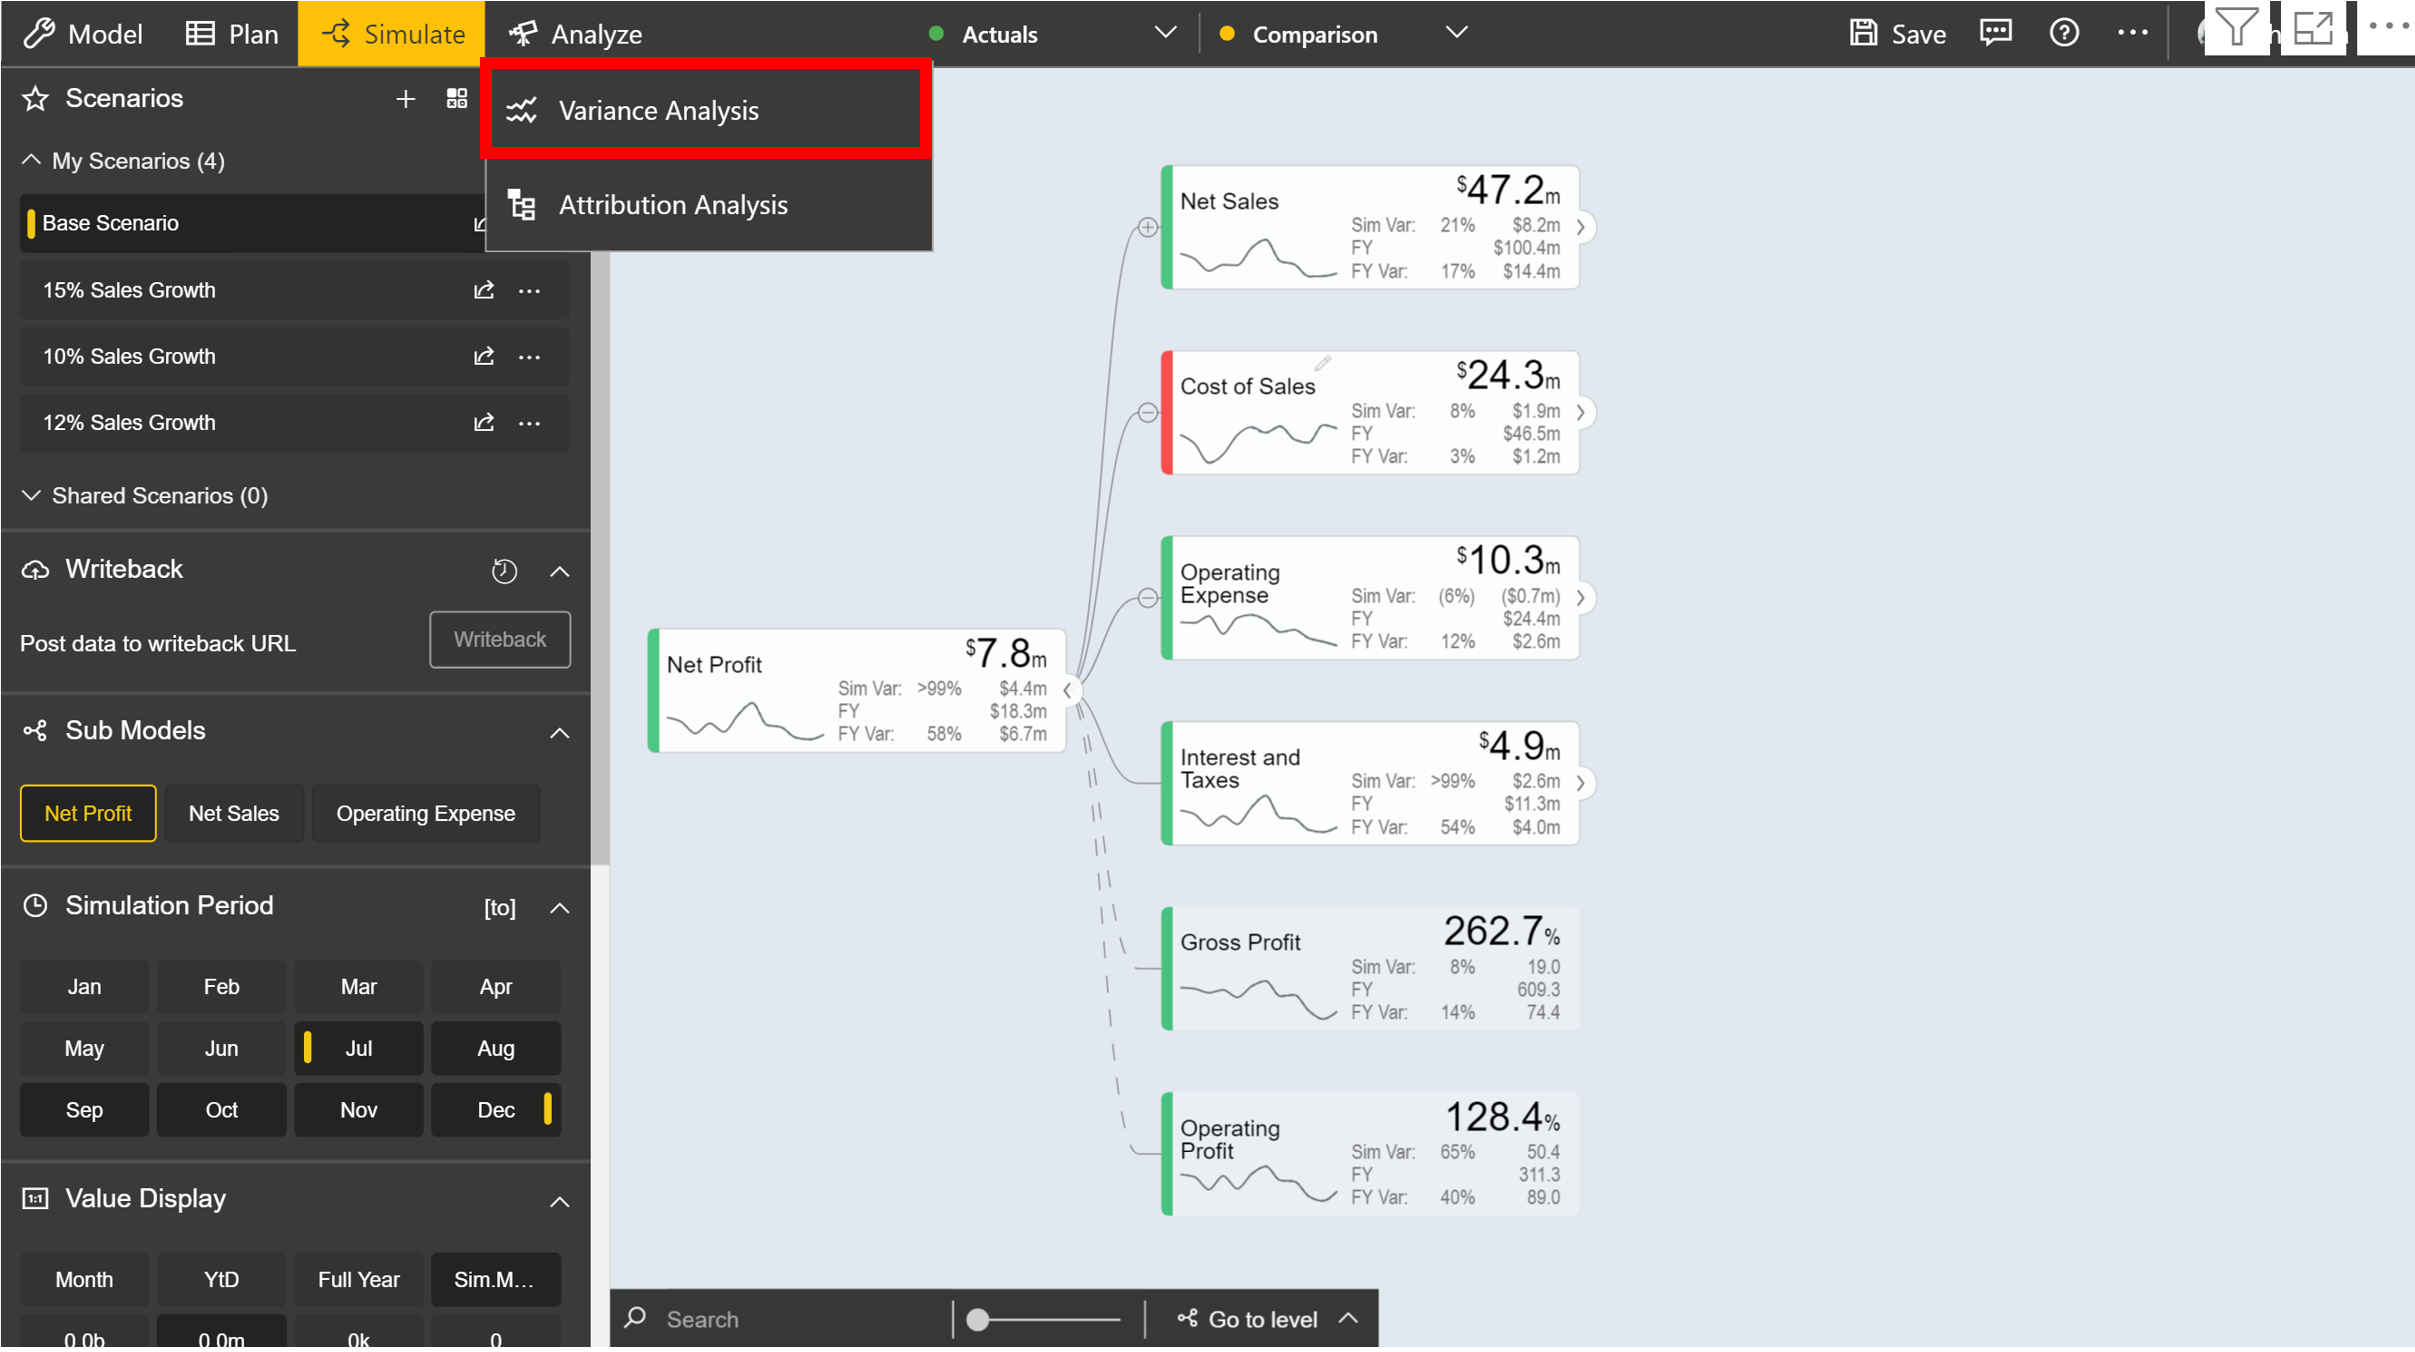 Model Plan Simulate Analyze Actuals Comparison Save
Scenarios
My Scenarios (4)
Base Scenario
15% Sales Growth
10% Sales Growth
12% Sales Growth
Shared Scenarios (0)
Variance Analysis
Attribution Analysis
Writeback
Post data to writeback URL Writeback
Sub Models
Net Profit Net Sales Operating Expense
Simulation Period [to]
Jan Feb Mar Apr
May Jun Jul Aug
Sep Oct Nov Dec
Value Display
1:1
Month YtD Full Year Sim.M...
0.0b 0.0m 0k 0
Net Profit $7.8m
Sim Var: >99% $4.4m
FY $18.3m
FY Var: 58% $6.7m
Net Sales $47.2m
Sim Var: 21% $8.2m
FY $100.4m
FY Var: 17% $14.4m
Cost of Sales $24.3m
Sim Var: 8% $1.9m
FY $46.5m
FY Var: 3% $1.2m
Operating
Expense $10.3m
Sim Var: (6%) ($0.7m)
FY $24.4m
FY Var: 12% $2.6m
Interest and
Taxes $4.9m
Sim Var: >99% $2.6m
FY $11.3m
FY Var: 54% $4.0m
Gross Profit 262.7%
Sim Var: 8% 19.0
FY 609.3
FY Var: 14% 74.4
Operating
Profit 128.4%
Sim Var: 65% 50.4
FY 311.3
FY Var: 40% 89.0
Search Go to level